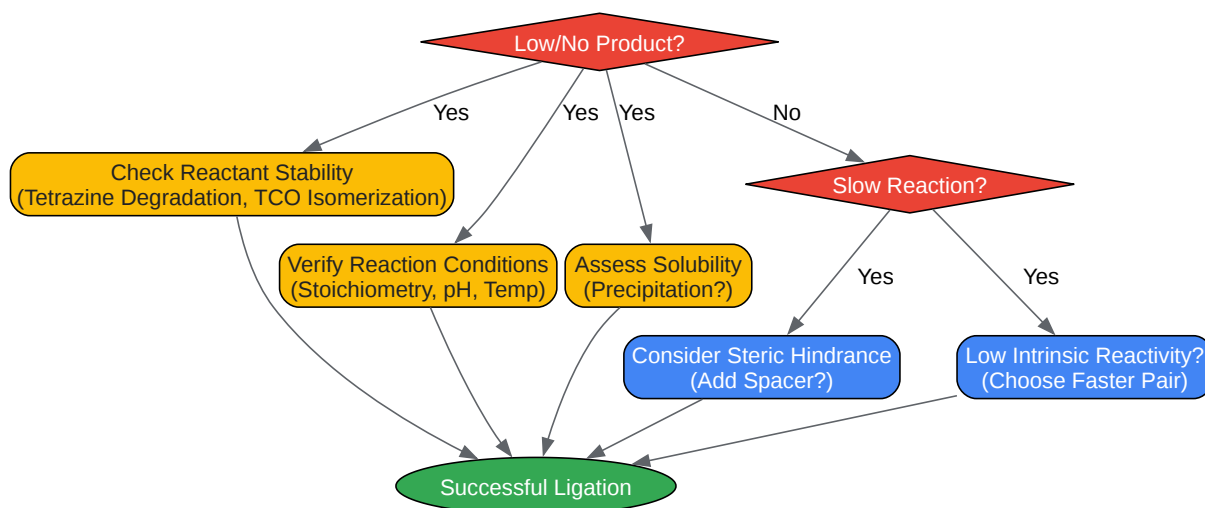 Low/No Product?
Yes
Yes
Yes
No
Check Reactant Stability
(Tetrazine Degradation, TCO Isomerization)
Slow Reaction?
Verify Reaction Conditions
(Stoichiometry, pH, Temp)
Assess Solubility
(Precipitation?)
Yes
Yes
Consider Steric Hindrance
(Add Spacer?)
Low Intrinsic Reactivity?
(Choose Faster Pair)
Successful Ligation